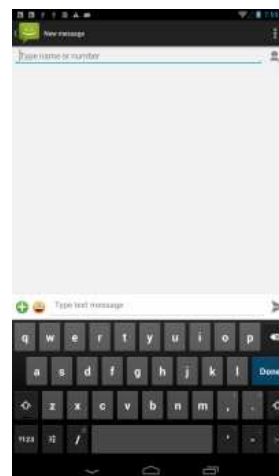 New message
Type name or number
Type text message
q w e r t y u i o p
a s d f g h j k l Done
z x c v b n m , .
/